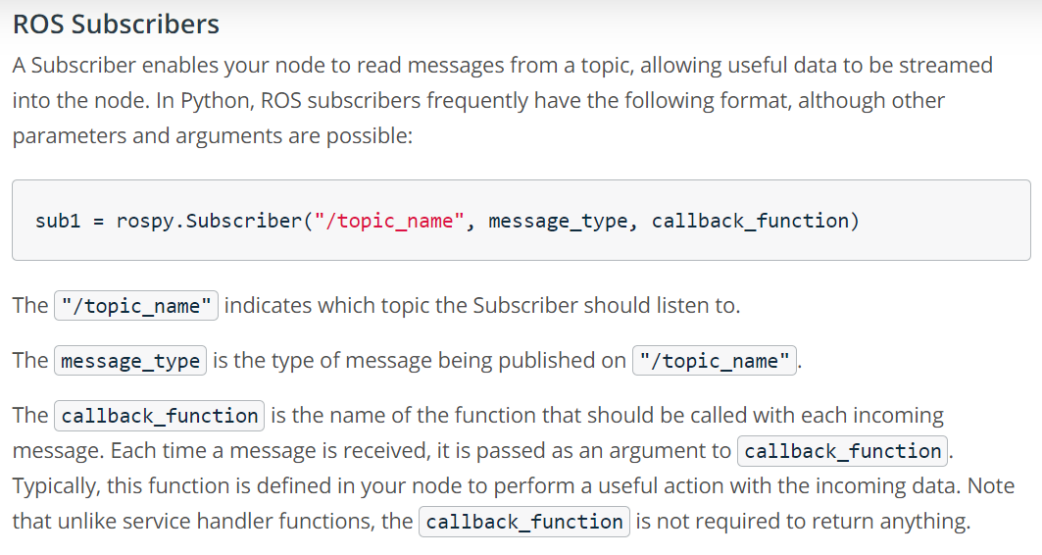 ROS Subscribers
A Subscriber enables your node to read messages from a topic, allowing useful data to be streamed
into the node. In Python, ROS subscribers frequently have the following format, although other
parameters and arguments are possible:
sub1 = rospy.Subscriber("/topic_name", message_type, callback_function)
The "/topic_name" indicates which topic the Subscriber should listen to.
The message_type is the type of message being published on "/topic_name".
The callback_function is the name of the function that should be called with each incoming
message. Each time a message is received, it is passed as an argument to callback_function.
Typically, this function is defined in your node to perform a useful action with the incoming data. Note
that unlike service handler functions, the callback_function is not required to return anything.